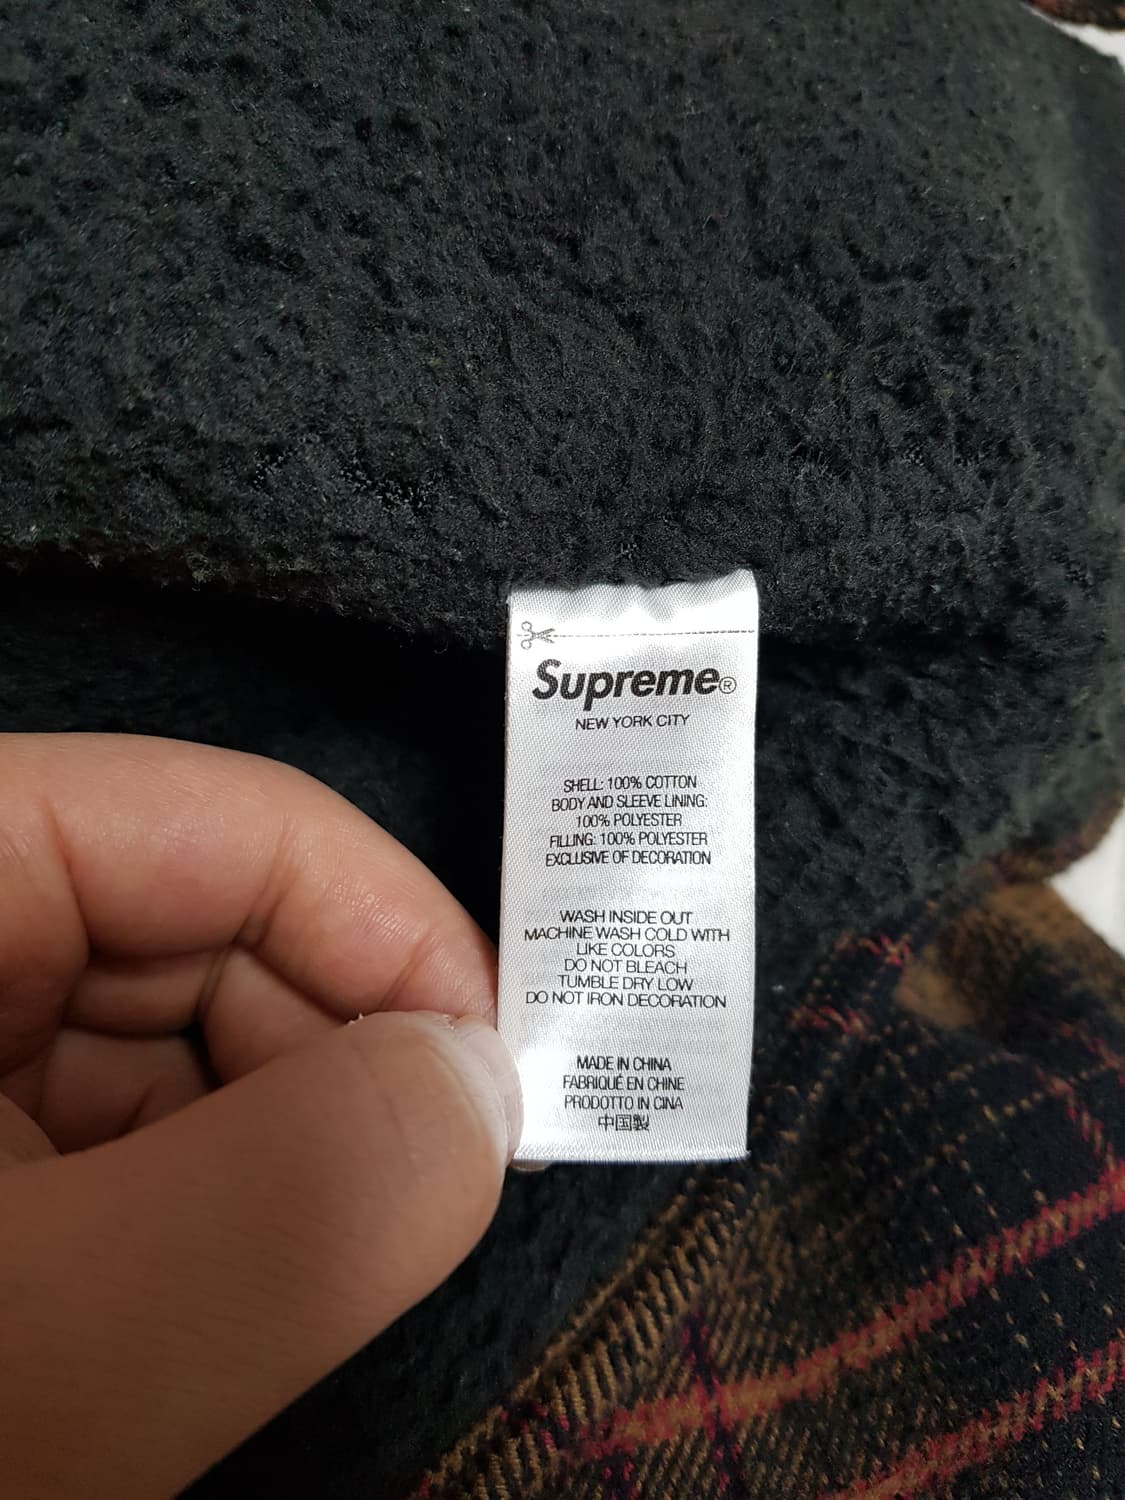 Supreme®
NEW YORK CITY
SHELL: 100% COTTON
BODY AND SLEEVE LINING:
100% POLYESTER
FILLING: 100% POLYESTER
EXCLUSIVE OF DECORATION
WASH INSIDE OUT
MACHINE WASH COLD WITH
LIKE COLORS
DO NOT BLEACH
TUMBLE DRY LOW
DO NOT IRON DECORATION
MADE IN CHINA
FABRIQUÉ EN CHINE
PRODOTTO IN CINA
中国製